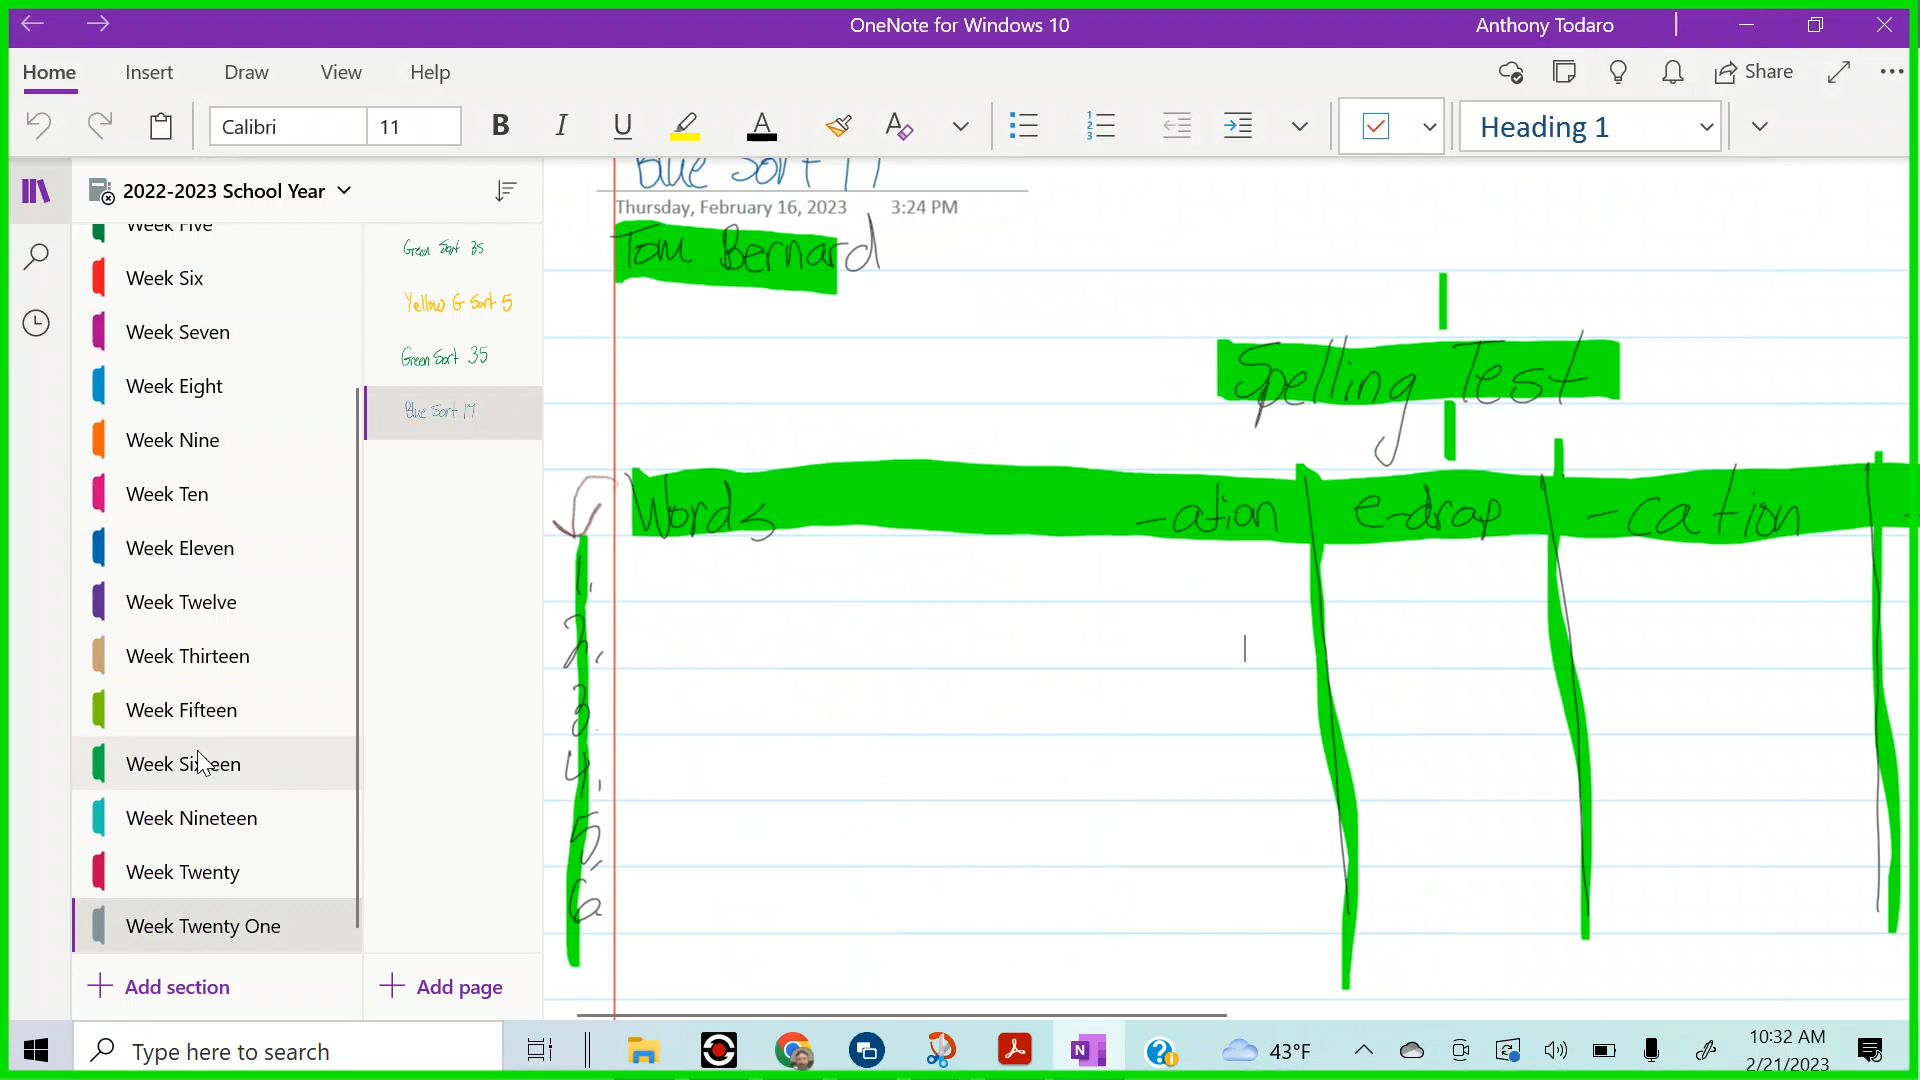 OneNote for Windows 10
Anthony Todaro
Home Insert Draw View Help
Share
Calibri 11 B I U A Heading 1
2022-2023 School Year
Week Five
Week Six
Week Seven
Week Eight
Week Nine
Week Ten
Week Eleven
Week Twelve
Week Thirteen
Week Fifteen
Week Sixteen
Week Nineteen
Week Twenty
Week Twenty One
Add section
Green Sort 35
Yellow G Sort 5
Green Sort 35
Blue Sort 17
Add page
Blue Sort 17
Thursday, February 16, 2023 3:24 PM
Tom Bernard
Spelling Test
Words -ation e-drop -cation
1.
2.
3.
4.
5.
6
Type here to search
43°F
10:32 AM
2/21/2023